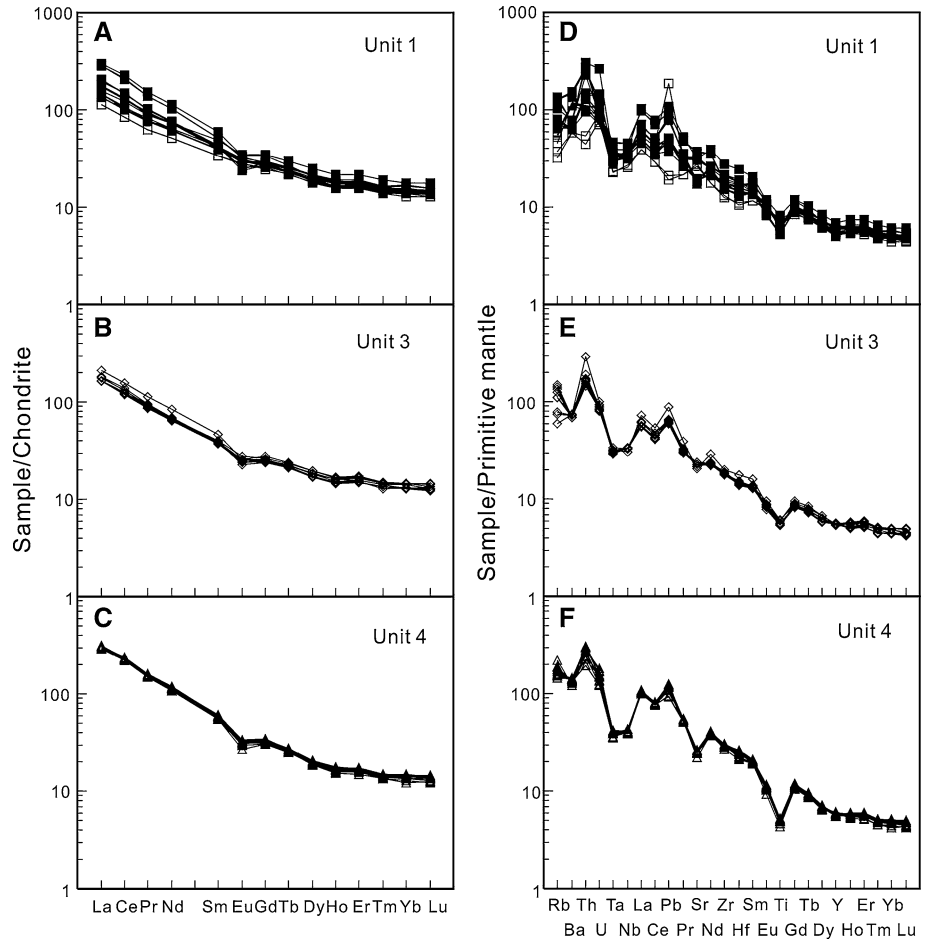 A
Unit 1
1000
100
10
1
B
Unit 3
100
10
1
C
Unit 4
100
10
1
Sample/Chondrite
La Ce Pr Nd Sm Eu Gd Tb Dy Ho Er Tm Yb Lu
D
Unit 1
1000
100
10
1
E
Unit 3
100
10
1
F
Unit 4
100
10
1
Sample/Primitive mantle
Rb Th Ta La Pb Sr Zr Sm Ti Tb Y Er Yb
Ba U Nb Ce Pr Nd Hf Eu Gd Dy Ho Tm Lu